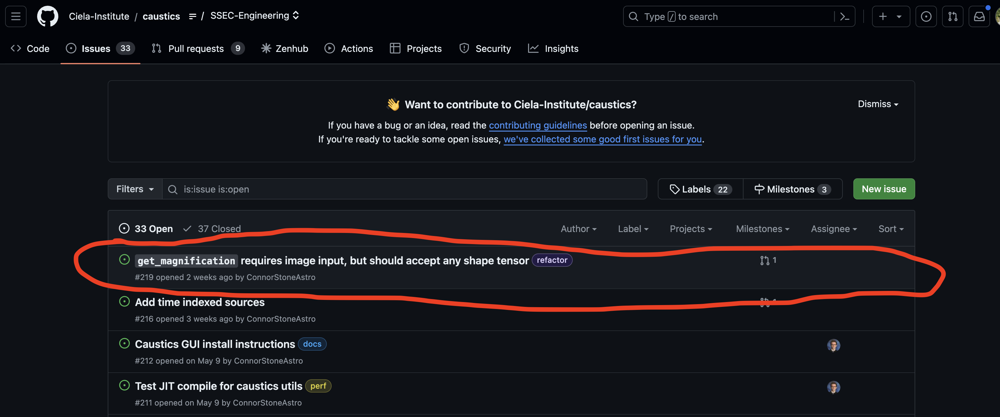 Ciela-Institute / caustics / SSEC-Engineering
Type / to search
Code Issues 33 Pull requests 9 Zenhub Actions Projects Security Insights
👋 Want to contribute to Ciela-Institute/caustics?
Dismiss
If you have a bug or an idea, read the contributing guidelines before opening an issue.
If you're ready to tackle some open issues, we've collected some good first issues for you.
Filters is:issue is:open Labels 22 Milestones 3 New issue
33 Open 37 Closed Author Label Projects Milestones Assignee Sort
get_magnification requires image input, but should accept any shape tensor refactor 1
#219 opened 2 weeks ago by ConnorStoneAstro
Add time indexed sources
#216 opened 3 weeks ago by ConnorStoneAstro
Caustics GUI install instructions docs
#212 opened on May 9 by ConnorStoneAstro
Test JIT compile for caustics utils perf
#211 opened on May 9 by ConnorStoneAstro